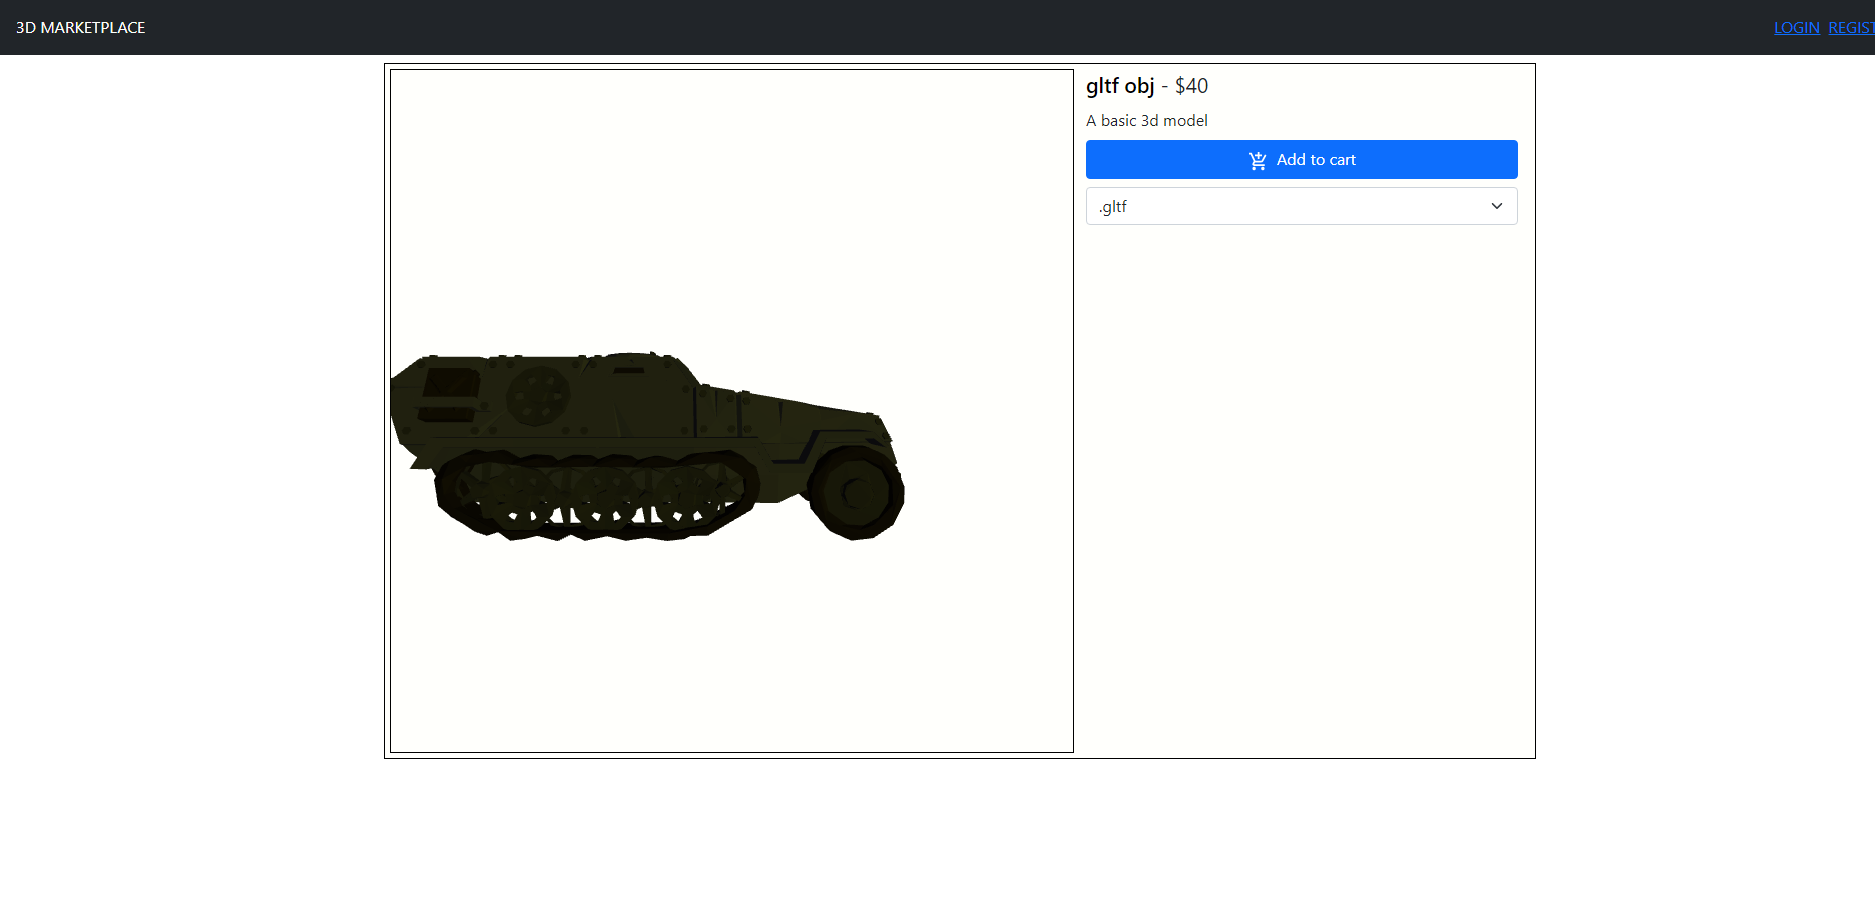 3D MARKETPLACE
LOGIN REGIST
gltf obj - $40
A basic 3d model
Add to cart
.gltf